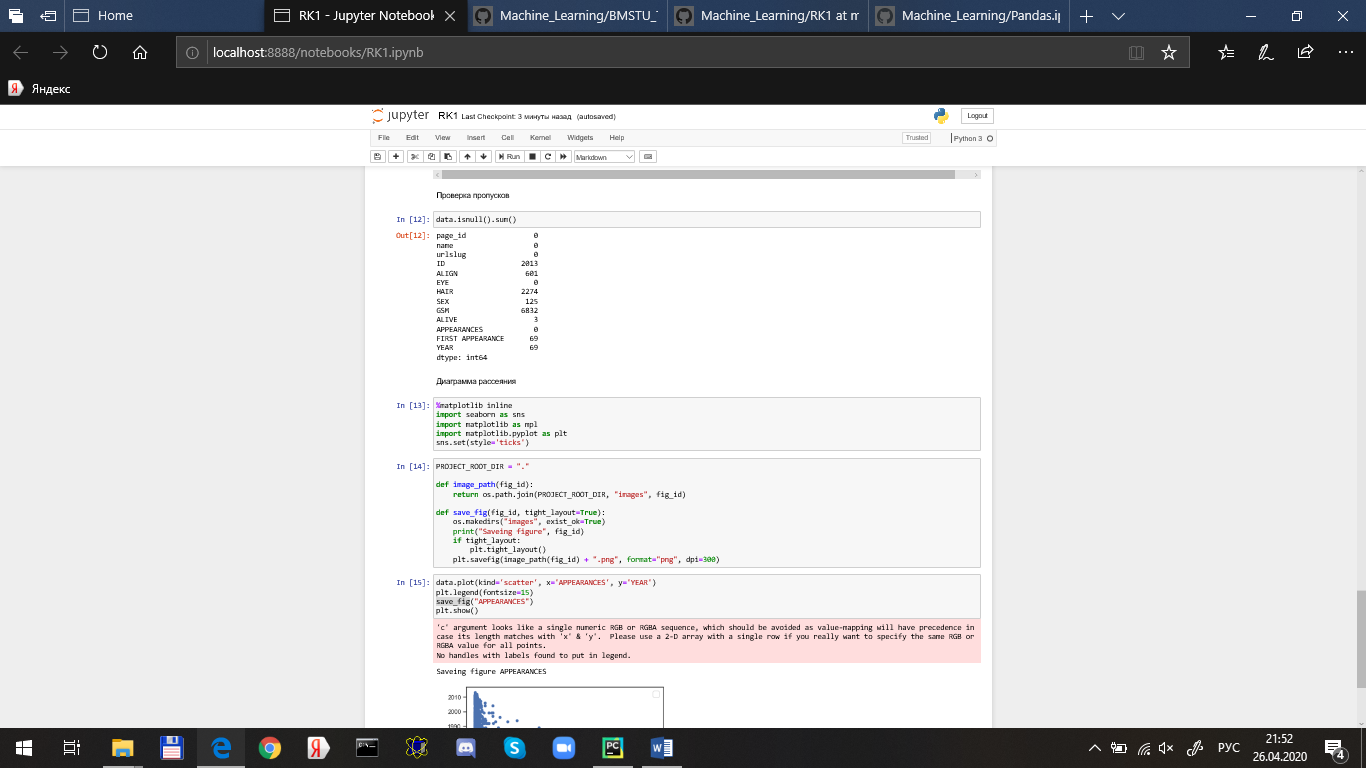 Home
RK1 - Jupyter Notebook
Machine_Learning/BMSTU_
Machine_Learning/RK1 at m
Machine_Learning/Pandas.ip
localhost:8888/notebooks/RK1.ipynb
Яндекс
jupyter RK1 Last Checkpoint: 3 минуты назад (autosaved)
Logout
File Edit View Insert Cell Kernel Widgets Help
Trusted
Python 3
Run
Markdown
Проверка пропусков
In [12]: data.isnull().sum()
Out[12]: page_id 0
name 0
urlslug 0
ID 2013
ALIGN 601
EYE 0
HAIR 2274
SEX 125
GSM 6832
ALIVE 3
APPEARANCES 0
FIRST APPEARANCE 69
YEAR 69
dtype: int64
Диаграмма рассеяния
In [13]: %matplotlib inline
import seaborn as sns
import matplotlib as mpl
import matplotlib.pyplot as plt
sns.set(style='ticks')
In [14]: PROJECT_ROOT_DIR = "."
def image_path(fig_id):
return os.path.join(PROJECT_ROOT_DIR, "images", fig_id)
def save_fig(fig_id, tight_layout=True):
os.makedirs("images", exist_ok=True)
print("Saveing figure", fig_id)
if tight_layout:
plt.tight_layout()
plt.savefig(image_path(fig_id) + ".png", format="png", dpi=300)
In [15]: data.plot(kind='scatter', x='APPEARANCES', y='YEAR')
plt.legend(fontsize=15)
save_fig("APPEARANCES")
plt.show()
'c' argument looks like a single numeric RGB or RGBA sequence, which should be avoided as value-mapping will have precedence in
case its length matches with 'x' & 'y'. Please use a 2-D array with a single row if you really want to specify the same RGB or
RGBA value for all points.
No handles with labels found to put in legend.
Saveing figure APPEARANCES
2010
2000
1990
РУС
21:52
26.04.2020
4